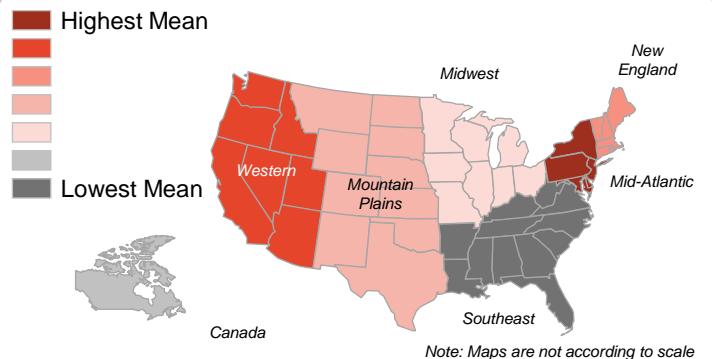 Highest Mean
New
England
Midwest
Western
Mountain
Plains
Mid-Atlantic
Lowest Mean
Southeast
Canada
Note: Maps are not according to scale